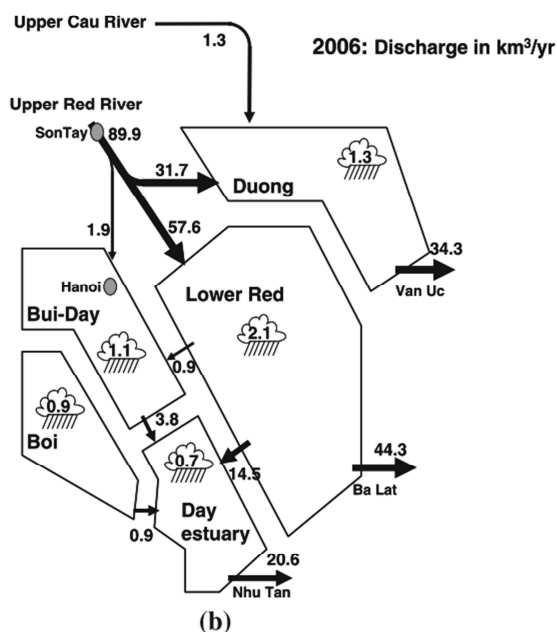 Upper Cau River
1.3
2006: Discharge in km³/yr
Upper Red River
SonTay
89.9
1.3
31.7
Duong
57.6
1.9
34.3
Van Uc
Hanoi
Lower Red
Bui-Day
2.1
1.1
0.9
0.9
3.8
Boi
0.7
14.5
44.3
Ba Lat
Day
estuary
0.9
20.6
Nhu Tan
(b)